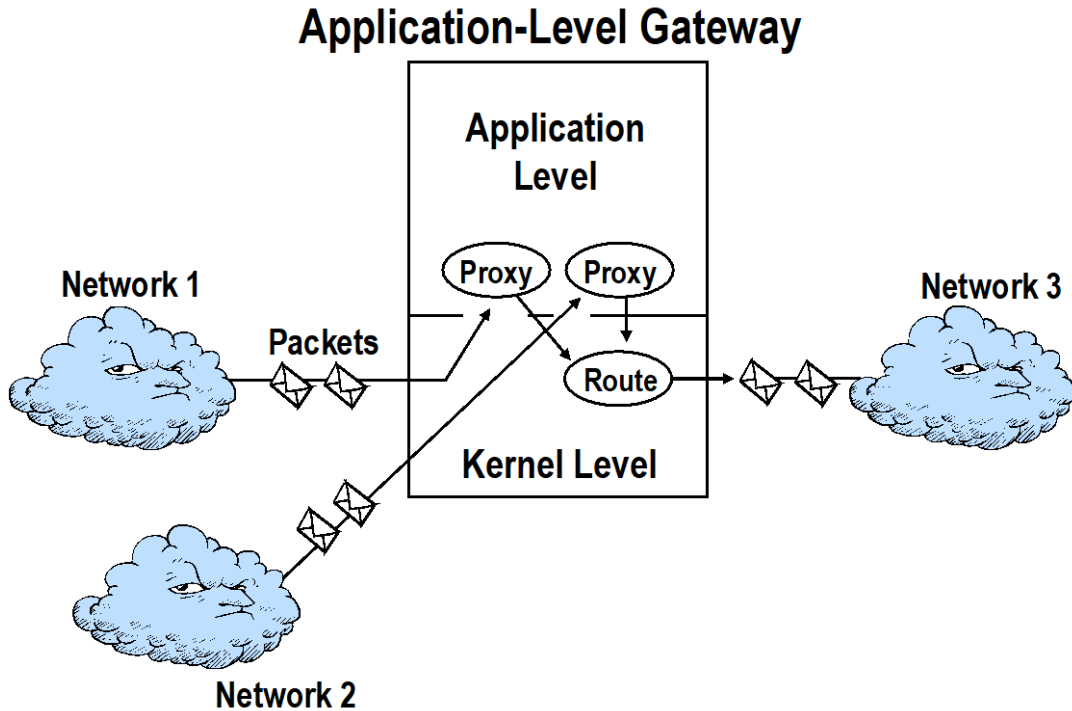 Application-Level Gateway
Application
Level
Proxy
Proxy
Network 1
Network 3
Packets
Route
Kernel Level
Network 2